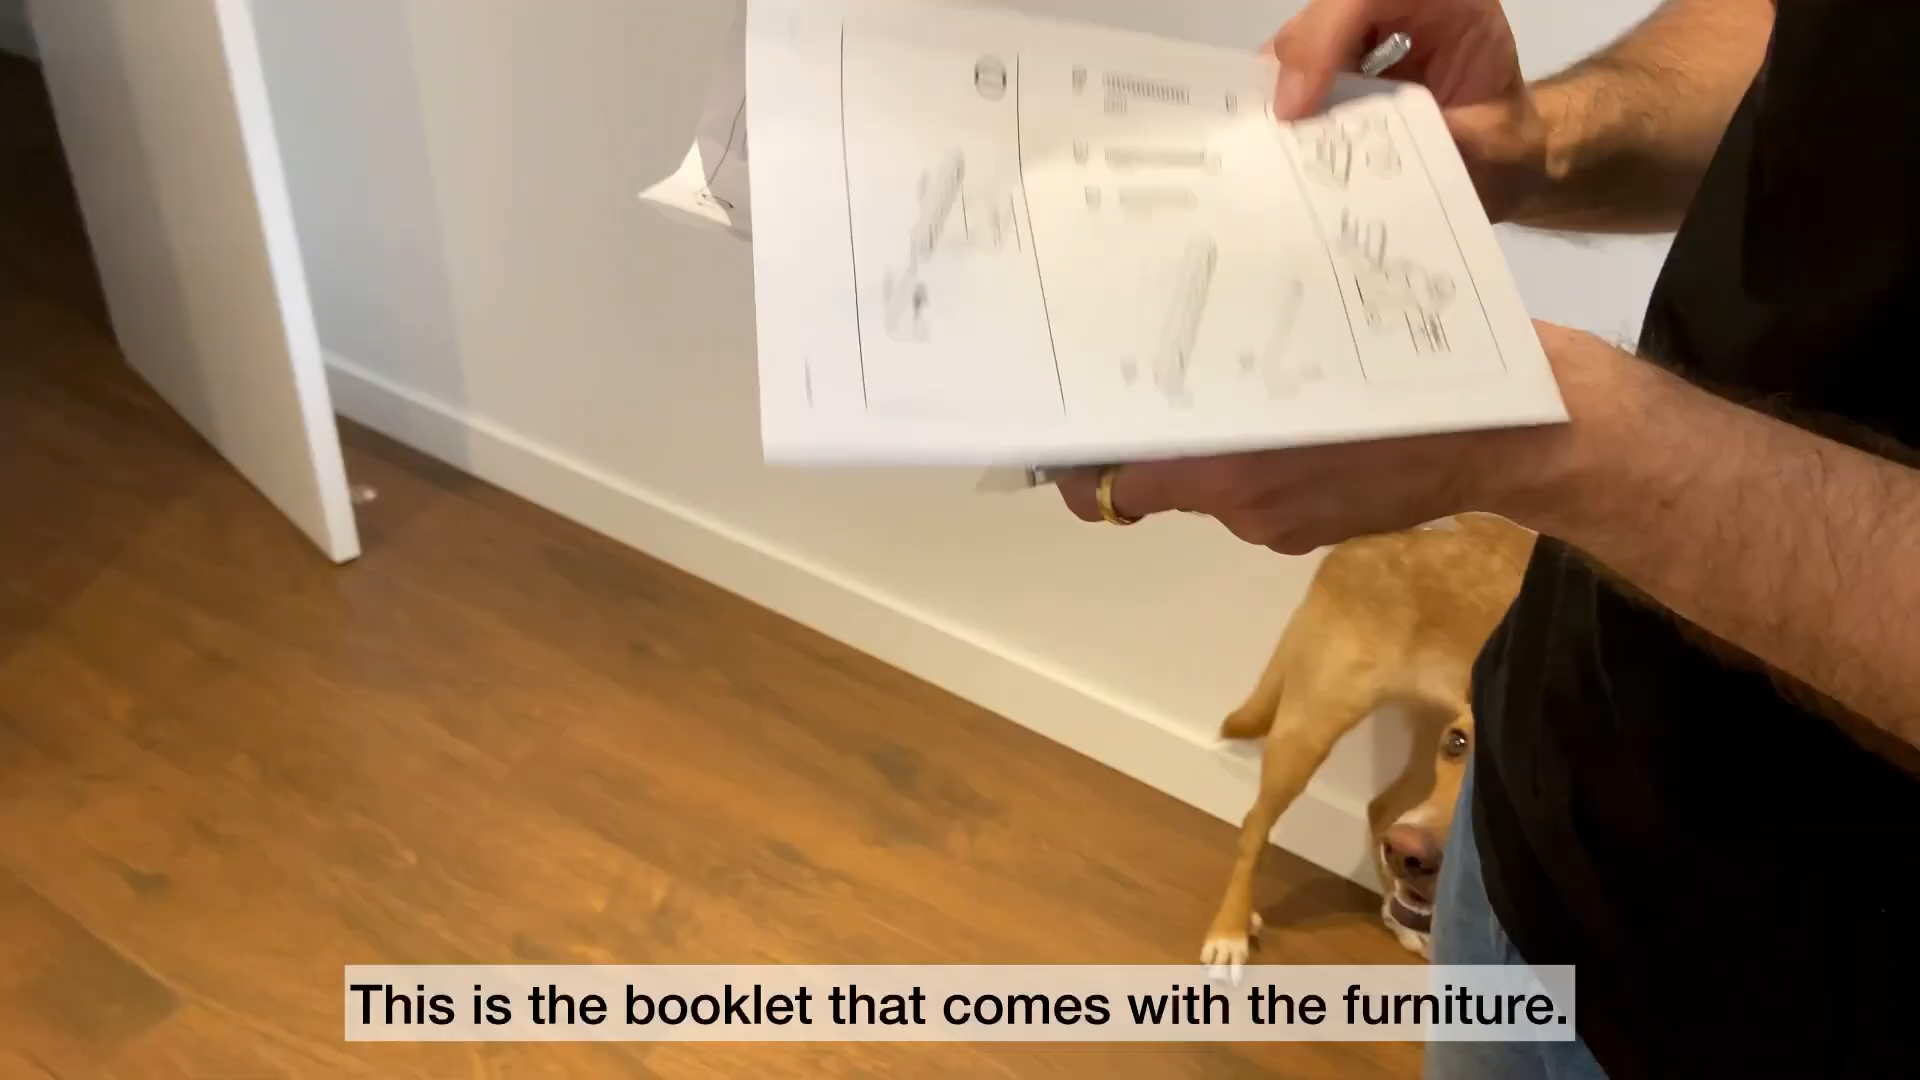 This is the booklet that comes with the furniture.